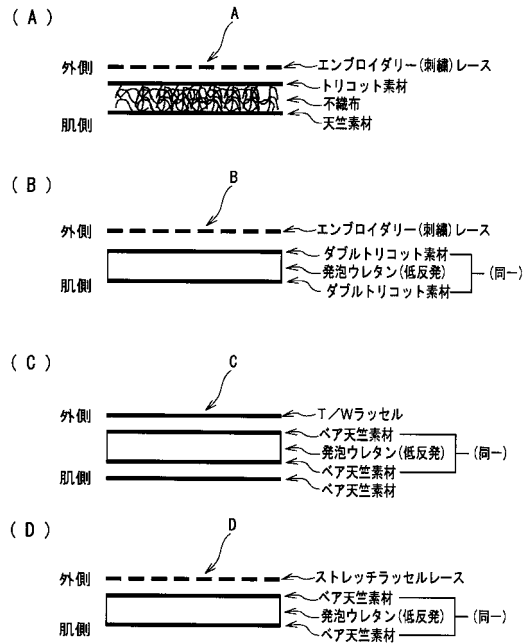 ( A )
A
外側
エンブロイダリー(刺繍)レース
トリコット素材
不織布
肌側
天竺素材
( B )
B
外側
エンブロイダリー(刺繍)レース
ダブルトリコット素材
発泡ウレタン(低反発)
(同一)
肌側
ダブルトリコット素材
( C )
C
外側
T/Wラッセル
ベア天竺素材
発泡ウレタン(低反発)
(同一)
ベア天竺素材
肌側
ベア天竺素材
( D )
D
外側
ストレッチラッセルレース
ベア天竺素材
発泡ウレタン(低反発)
(同一)
肌側
ベア天竺素材